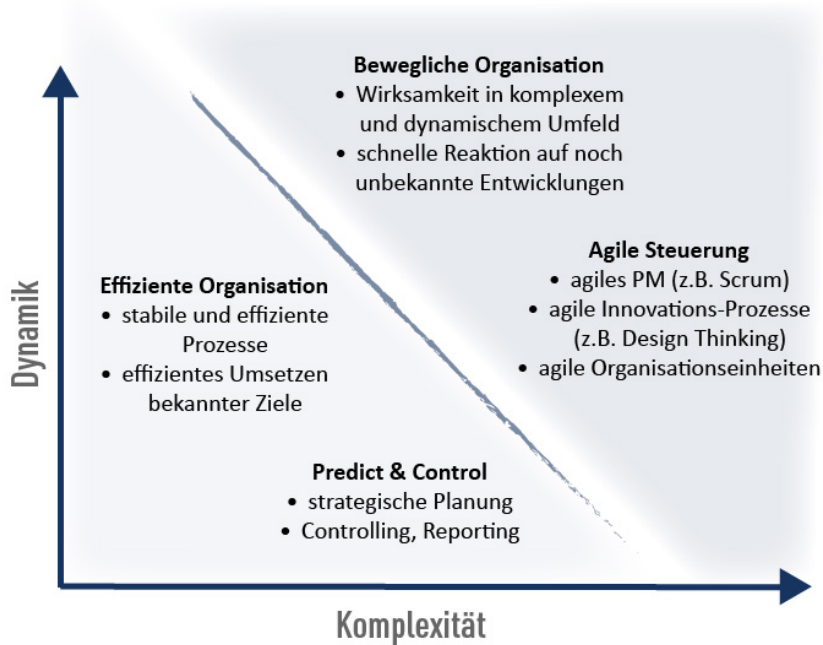 Bewegliche Organisation
• Wirksamkeit in komplexem
und dynamischem Umfeld
• schnelle Reaktion auf noch
unbekannte Entwicklungen
Agile Steuerung
• agiles PM (z.B. Scrum)
• agile Innovations-Prozesse
(z.B. Design Thinking)
• agile Organisationseinheiten
Effiziente Organisation
• stabile und effiziente
Prozesse
• effizientes Umsetzen
bekannter Ziele
Predict & Control
• strategische Planung
• Controlling, Reporting
Dynamik
Komplexität